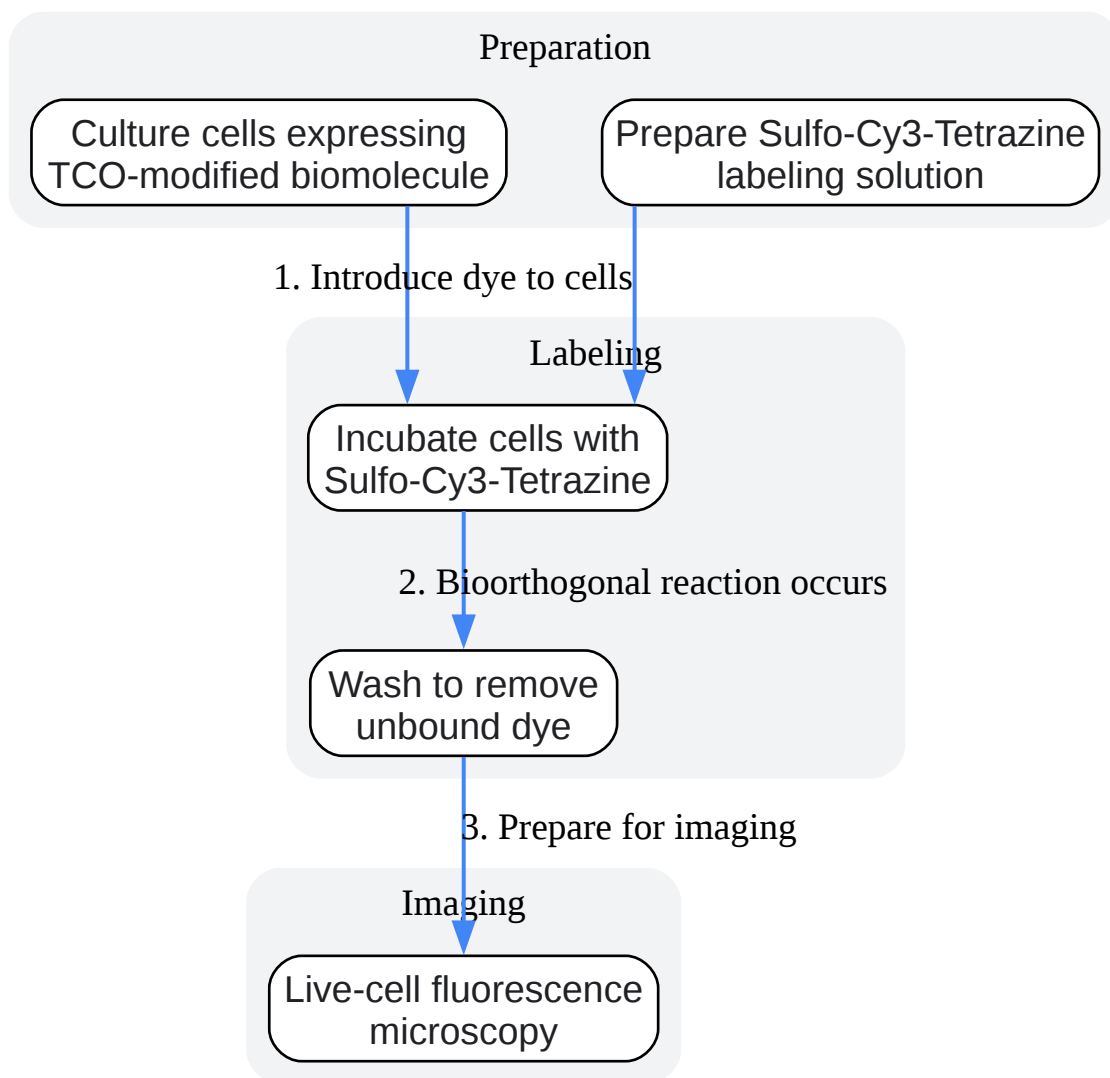 Preparation
Culture cells expressing
TCO-modified biomolecule
Prepare Sulfo-Cy3-Tetrazine
labeling solution
1. Introduce dye to cells
Labeling
Incubate cells with
Sulfo-Cy3-Tetrazine
2. Bioorthogonal reaction occurs
Wash to remove
unbound dye
3. Prepare for imaging
Imaging
Live-cell fluorescence
microscopy